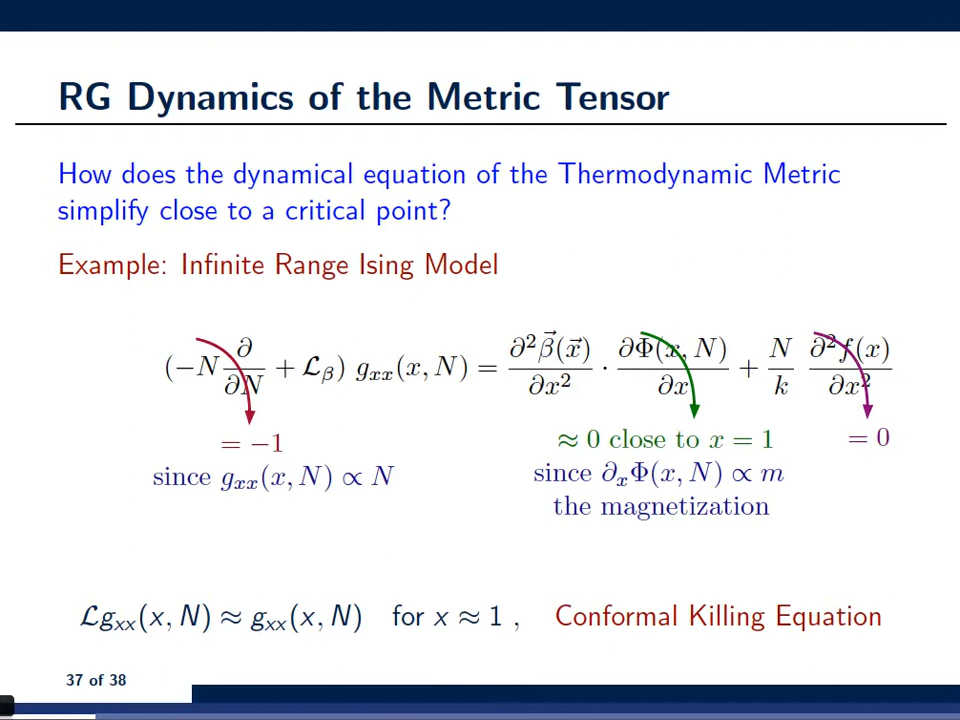 RG Dynamics of the Metric Tensor
How does the dynamical equation of the Thermodynamic Metric
simplify close to a critical point?
Example: Infinite Range Ising Model
(−N ∂/∂N + 𝓛_β) g_xx(x, N) = ∂²β⃗(x⃗)/∂x² · ∂Φ(x, N)/∂x + N/k ∂²f(x)/∂x²
= −1
since g_xx(x, N) ∝ N
≈ 0 close to x = 1
since ∂_xΦ(x, N) ∝ m
the magnetization
= 0
𝓛g_xx(x, N) ≈ g_xx(x, N) for x ≈ 1 , Conformal Killing Equation
37 of 38